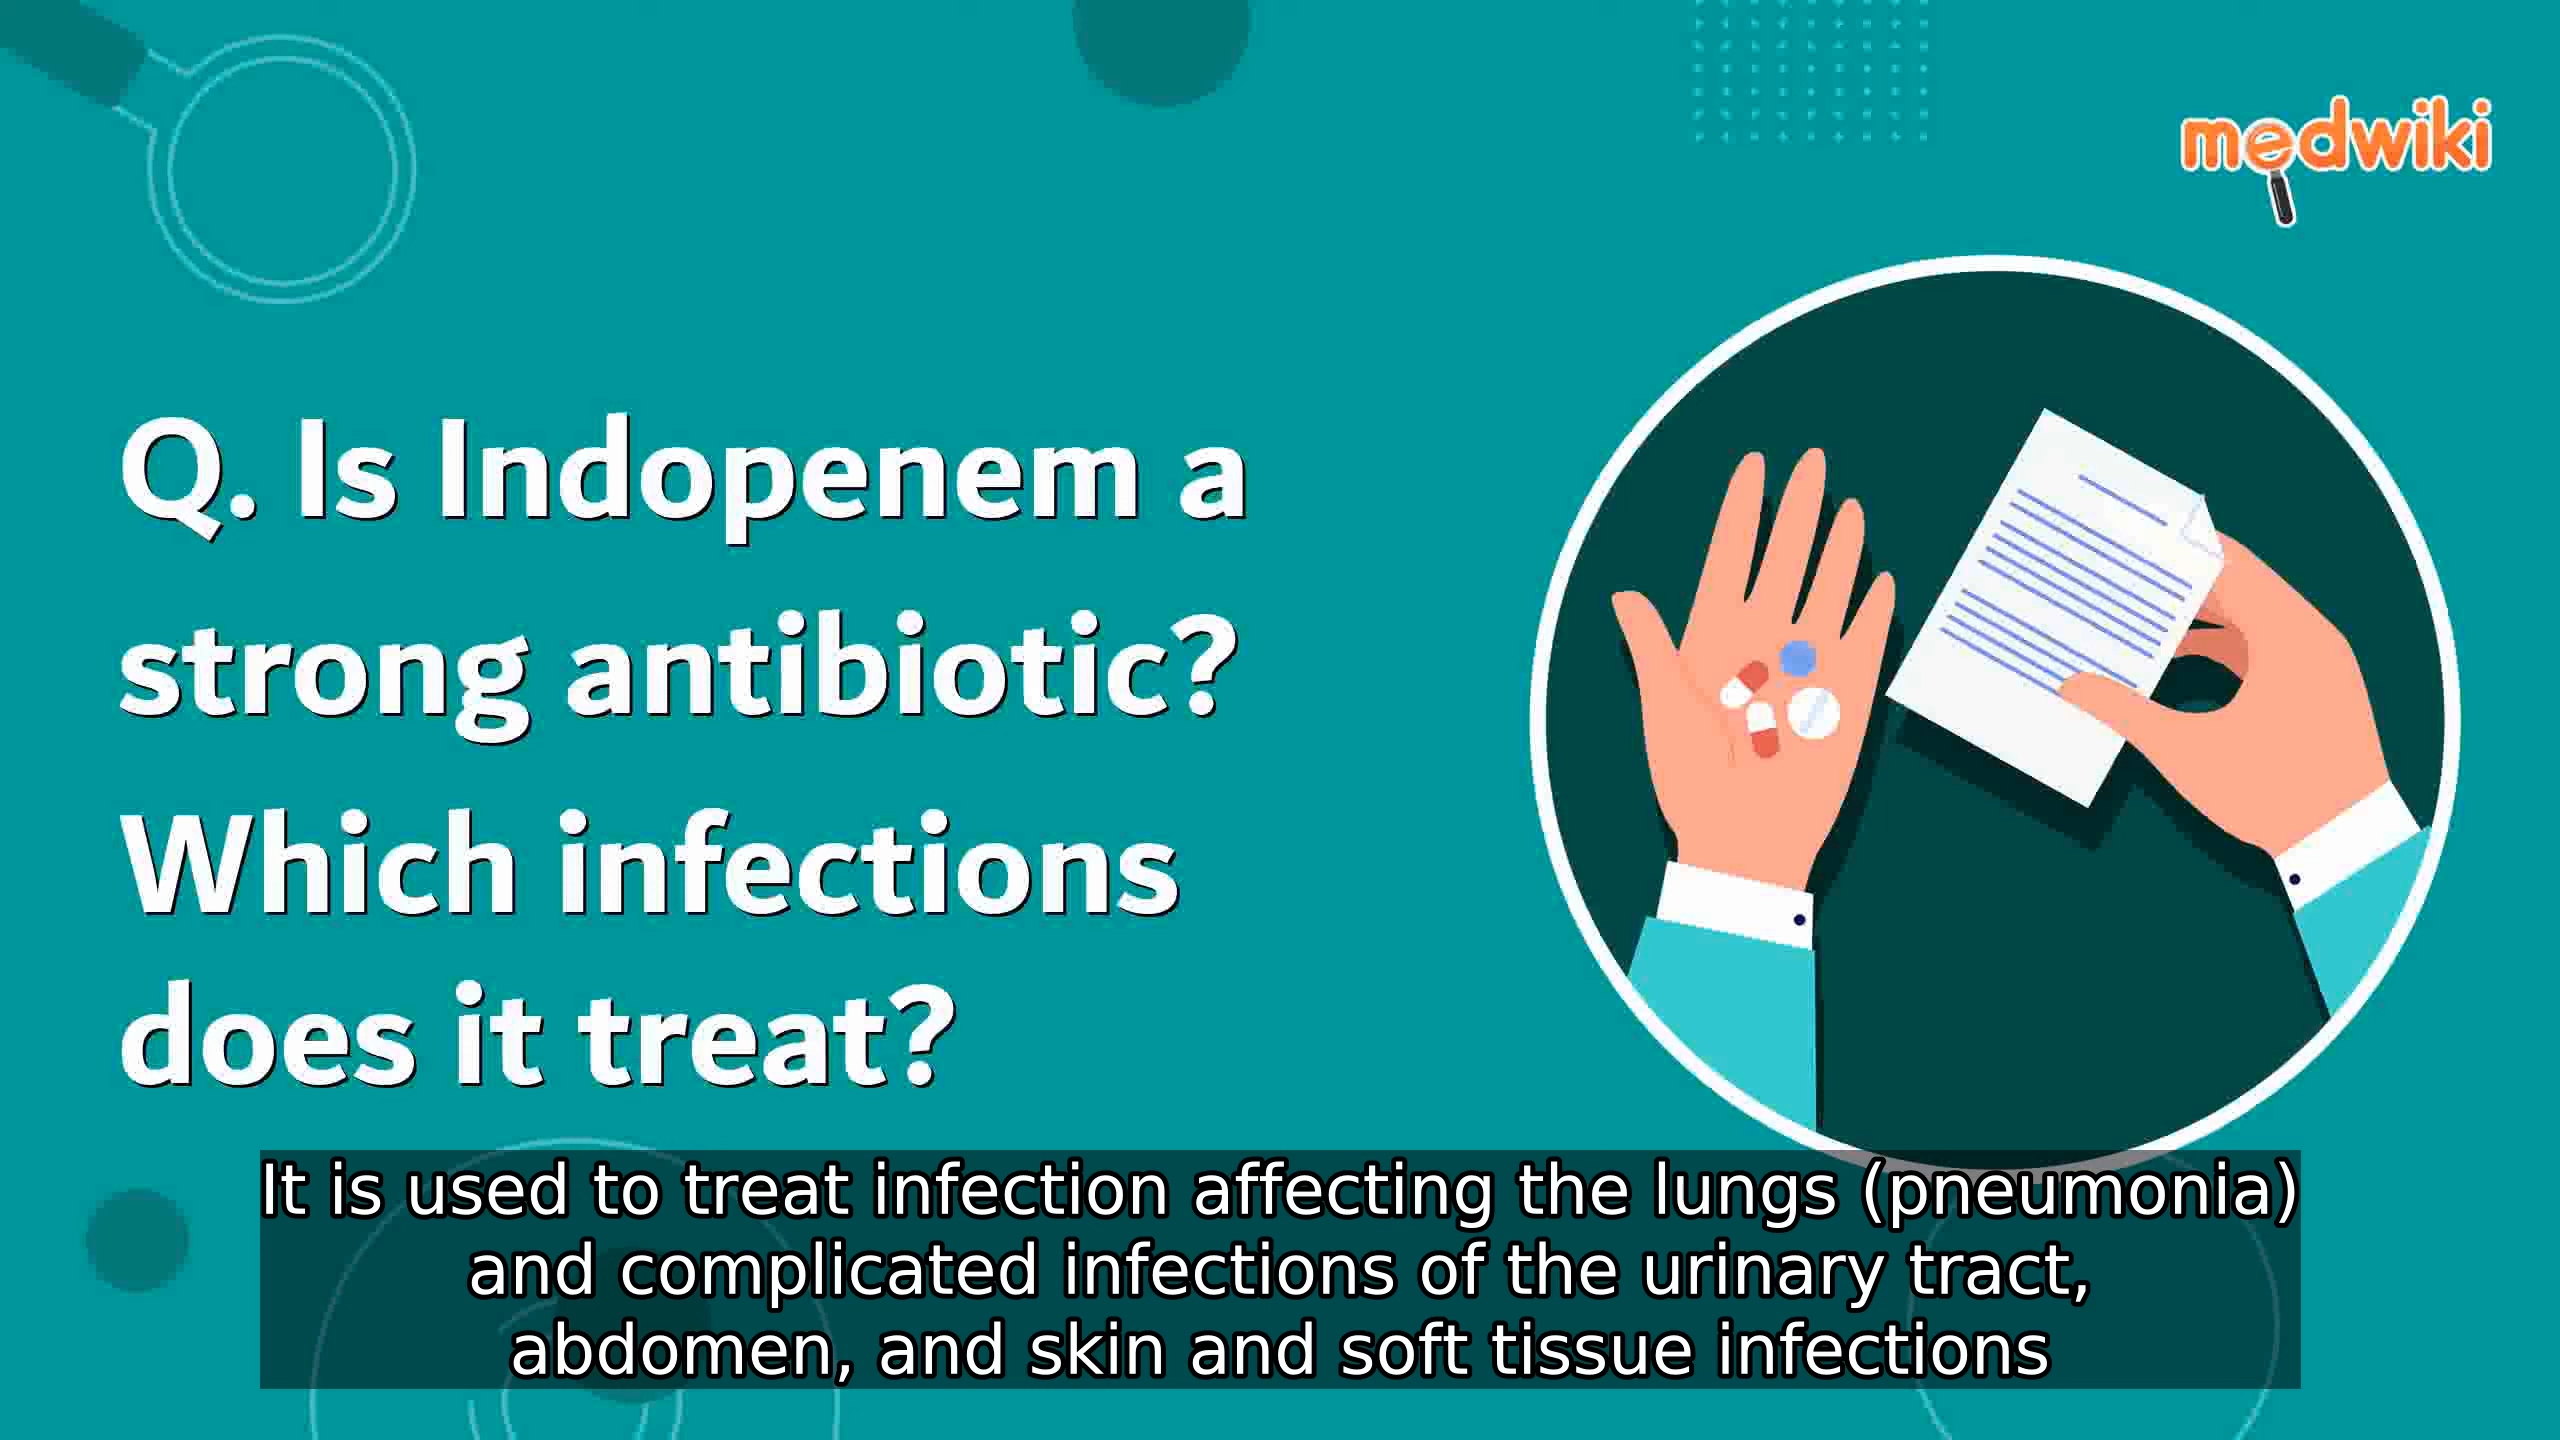 medwiki
Q. Is Indopenem a
strong antibiotic?
Which infections
does it treat?
It is used to treat infection affecting the lungs (pneumonia)
and complicated infections of the urinary tract,
abdomen, and skin and soft tissue infections